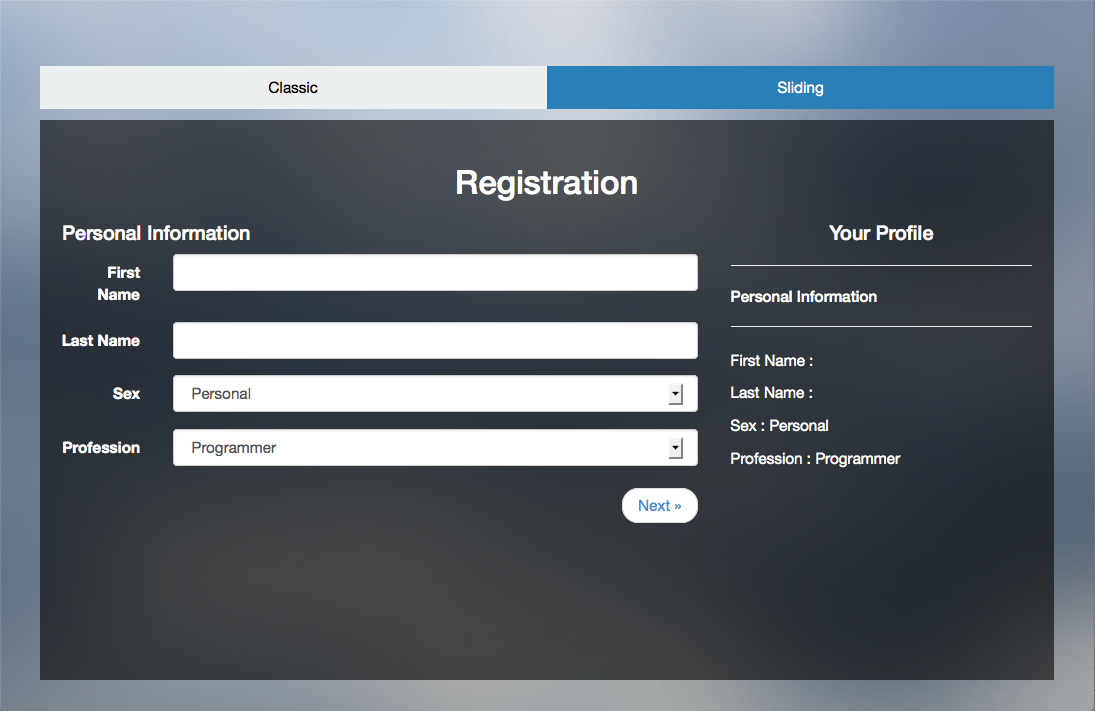 Classic
Sliding
Registration
Personal Information
First
Name
Last Name
Sex
Personal
Profession
Programmer
Next »
Your Profile
Personal Information
First Name :
Last Name :
Sex : Personal
Profession : Programmer